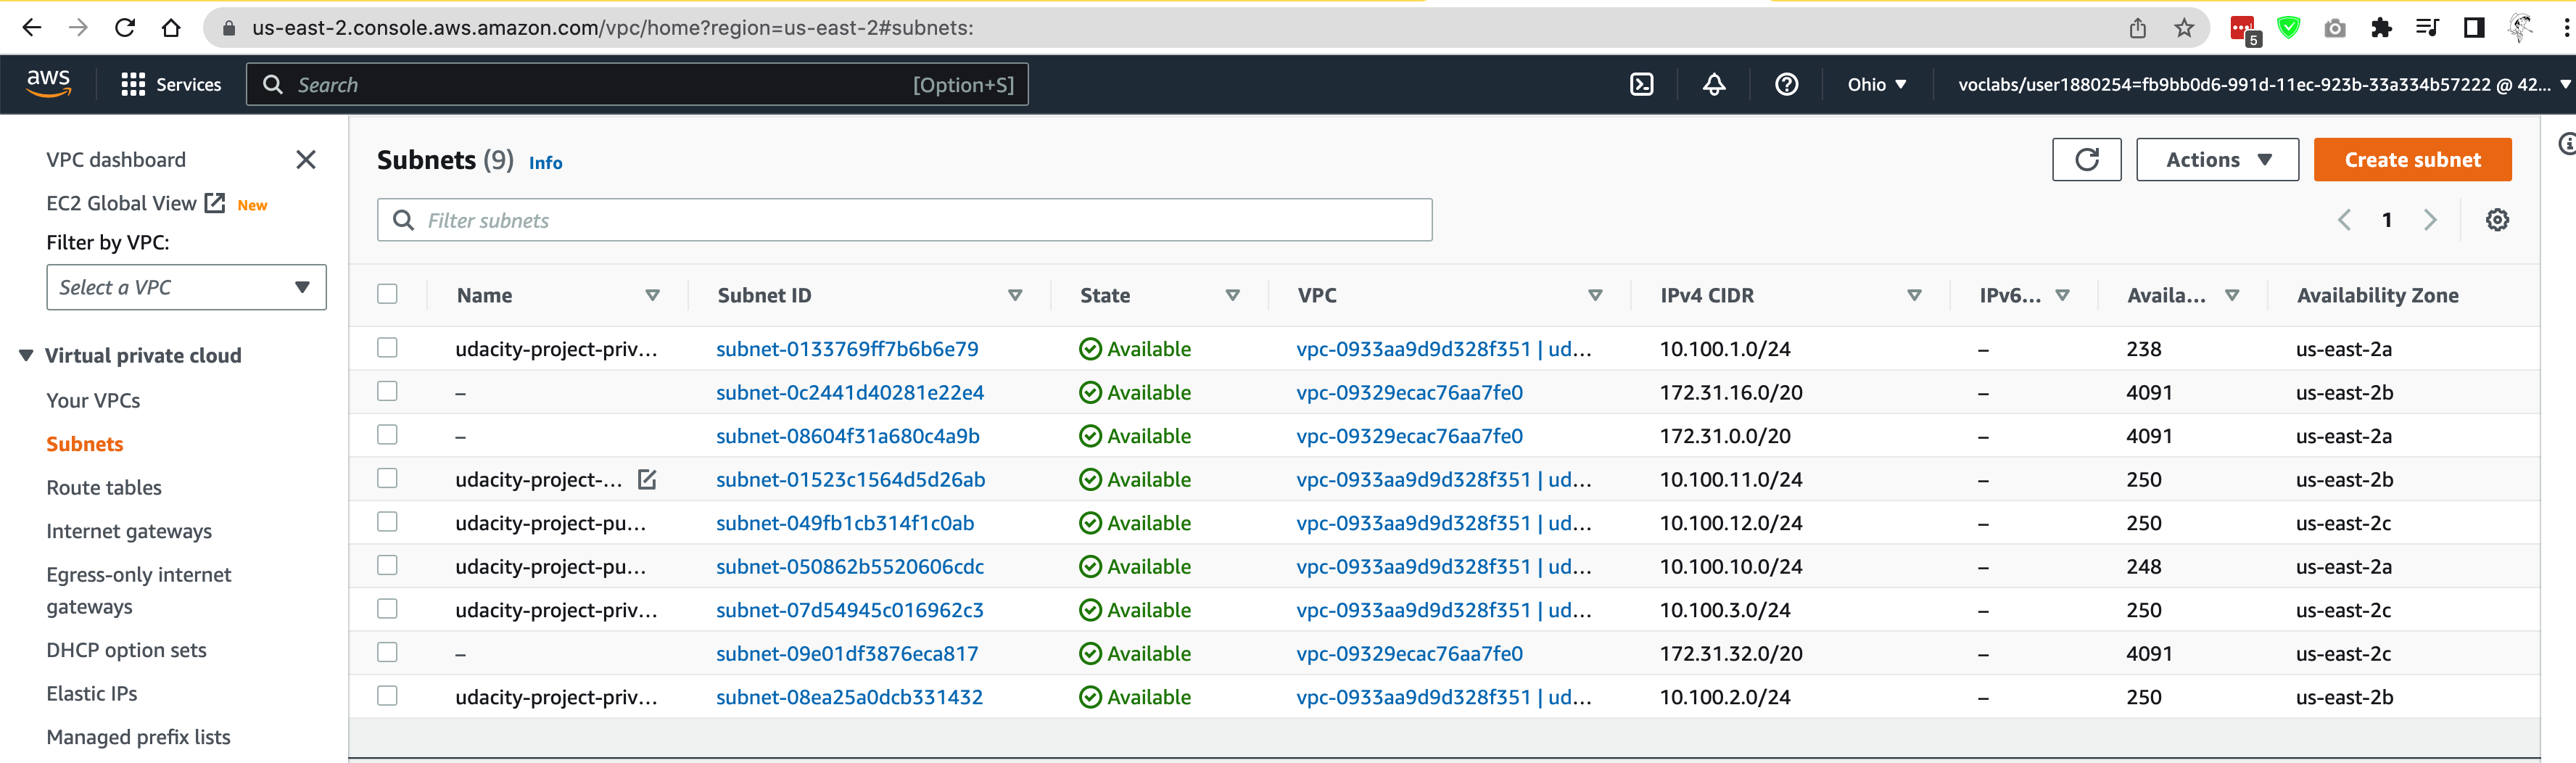 us-east-2.console.aws.amazon.com/vpc/home?region=us-east-2#subnets:
5
aws
Services
Search
[Option+S]
Ohio
voclabs/user1880254=fb9bb0d6-991d-11ec-923b-33a334b57222 @ 42...
VPC dashboard
EC2 Global View New
Filter by VPC:
Select a VPC
Virtual private cloud
Your VPCs
Subnets
Route tables
Internet gateways
Egress-only internet
gateways
DHCP option sets
Elastic IPs
Managed prefix lists
Subnets (9) Info
Actions
Create subnet
Filter subnets
1
Name Subnet ID State VPC IPv4 CIDR IPv6... Availa... Availability Zone
udacity-project-priv... subnet-0133769ff7b6b6e79 Available vpc-0933aa9d9d328f351 | ud... 10.100.1.0/24 – 238 us-east-2a
– subnet-0c2441d40281e22e4 Available vpc-09329ecac76aa7fe0 172.31.16.0/20 – 4091 us-east-2b
– subnet-08604f31a680c4a9b Available vpc-09329ecac76aa7fe0 172.31.0.0/20 – 4091 us-east-2a
udacity-project-... subnet-01523c1564d5d26ab Available vpc-0933aa9d9d328f351 | ud... 10.100.11.0/24 – 250 us-east-2b
udacity-project-pu... subnet-049fb1cb314f1c0ab Available vpc-0933aa9d9d328f351 | ud... 10.100.12.0/24 – 250 us-east-2c
udacity-project-pu... subnet-050862b5520606cdc Available vpc-0933aa9d9d328f351 | ud... 10.100.10.0/24 – 248 us-east-2a
udacity-project-priv... subnet-07d54945c016962c3 Available vpc-0933aa9d9d328f351 | ud... 10.100.3.0/24 – 250 us-east-2c
– subnet-09e01df3876eca817 Available vpc-09329ecac76aa7fe0 172.31.32.0/20 – 4091 us-east-2c
udacity-project-priv... subnet-08ea25a0dcb331432 Available vpc-0933aa9d9d328f351 | ud... 10.100.2.0/24 – 250 us-east-2b